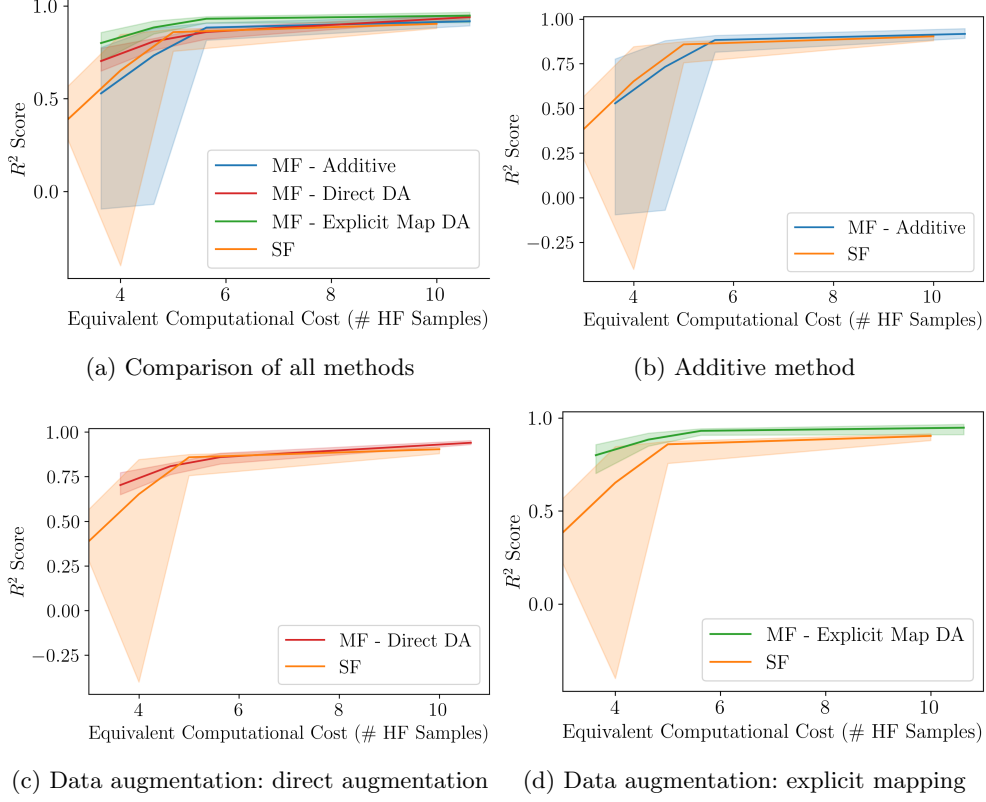 1.0
0.5
0.0
R² Score
MF - Additive
MF - Direct DA
MF - Explicit Map DA
SF
4 6 8 10
Equivalent Computational Cost (# HF Samples)
(a) Comparison of all methods
1.00
0.75
0.50
0.25
0.00
−0.25
R² Score
MF - Additive
SF
4 6 8 10
Equivalent Computational Cost (# HF Samples)
(b) Additive method
1.00
0.75
0.50
0.25
0.00
−0.25
R² Score
MF - Direct DA
SF
4 6 8 10
Equivalent Computational Cost (# HF Samples)
(c) Data augmentation: direct augmentation
1.0
0.5
0.0
R² Score
MF - Explicit Map DA
SF
4 6 8 10
Equivalent Computational Cost (# HF Samples)
(d) Data augmentation: explicit mapping